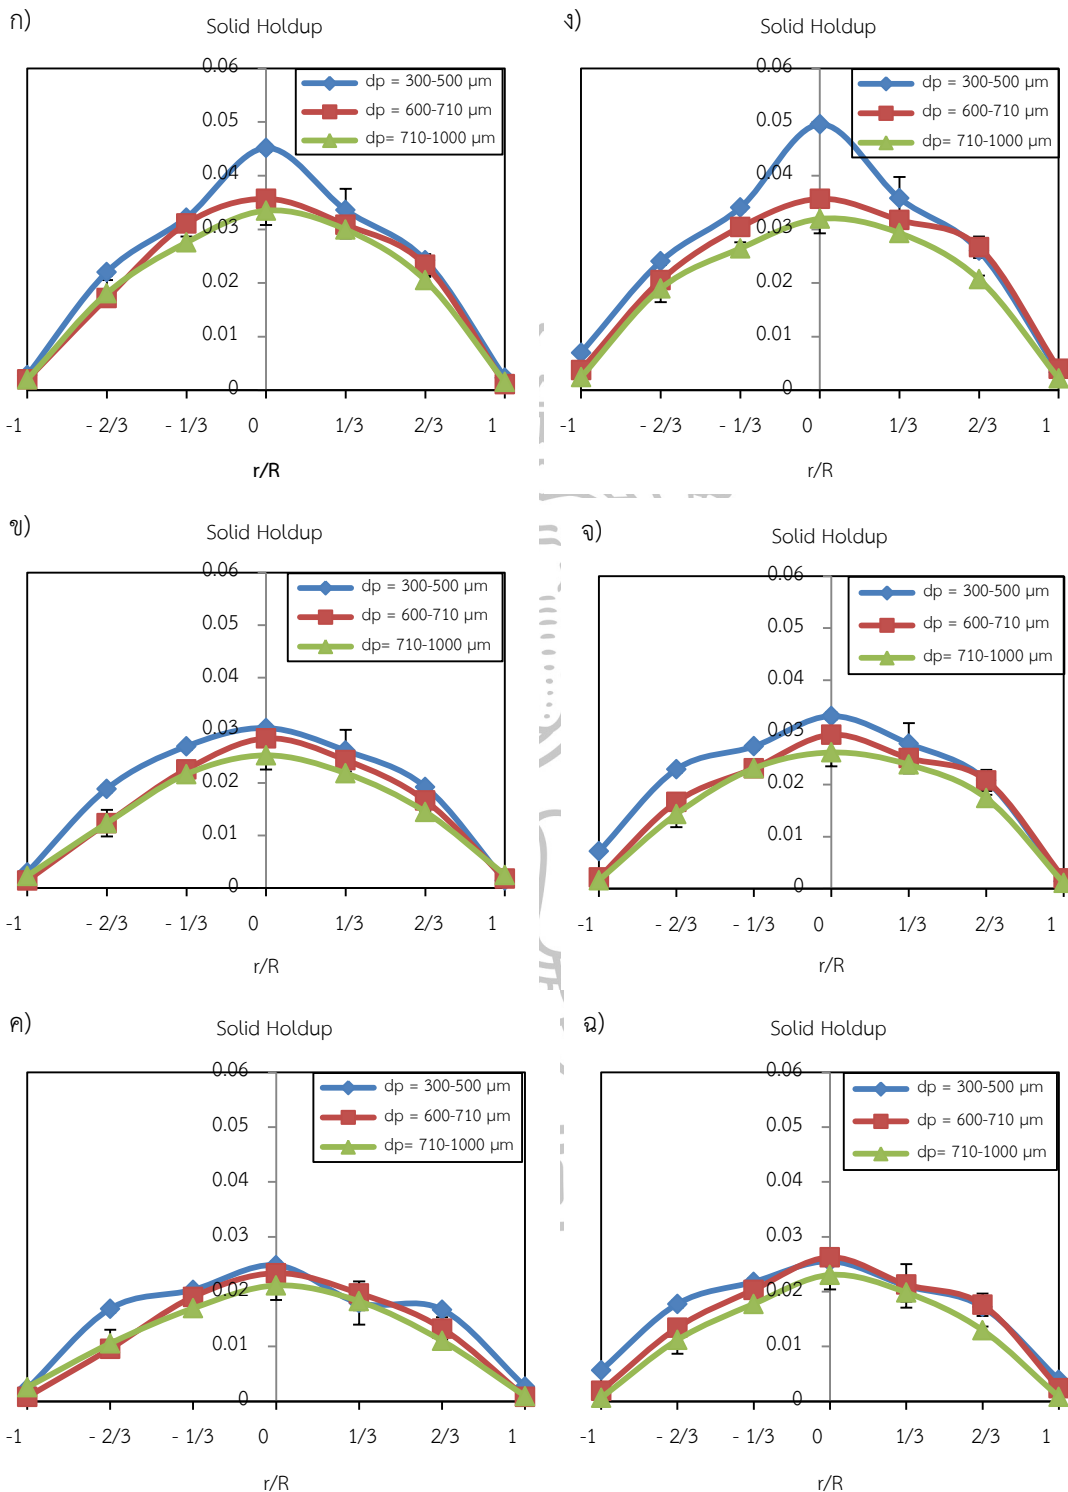 ก)
Solid Holdup
0.06
0.05
0.04
0.03
0.02
0.01
0
dp = 300-500 µm
dp = 600-710 µm
dp= 710-1000 µm
-1 - 2/3 - 1/3 0 1/3 2/3 1
r/R
ง)
Solid Holdup
0.06
0.05
0.04
0.03
0.02
0.01
0
dp = 300-500 µm
dp = 600-710 µm
dp= 710-1000 µm
-1 - 2/3 - 1/3 0 1/3 2/3 1
r/R
ข)
Solid Holdup
0.06
0.05
0.04
0.03
0.02
0.01
0
dp = 300-500 µm
dp = 600-710 µm
dp= 710-1000 µm
-1 - 2/3 - 1/3 0 1/3 2/3 1
r/R
จ)
Solid Holdup
0.06
0.05
0.04
0.03
0.02
0.01
0
dp = 300-500 µm
dp = 600-710 µm
dp= 710-1000 µm
-1 - 2/3 - 1/3 0 1/3 2/3 1
r/R
ค)
Solid Holdup
0.06
0.05
0.04
0.03
0.02
0.01
0
dp = 300-500 µm
dp = 600-710 µm
dp= 710-1000 µm
-1 - 2/3 - 1/3 0 1/3 2/3 1
r/R
ฉ)
Solid Holdup
0.06
0.05
0.04
0.03
0.02
0.01
0
dp = 300-500 µm
dp = 600-710 µm
dp= 710-1000 µm
-1 - 2/3 - 1/3 0 1/3 2/3 1
r/R